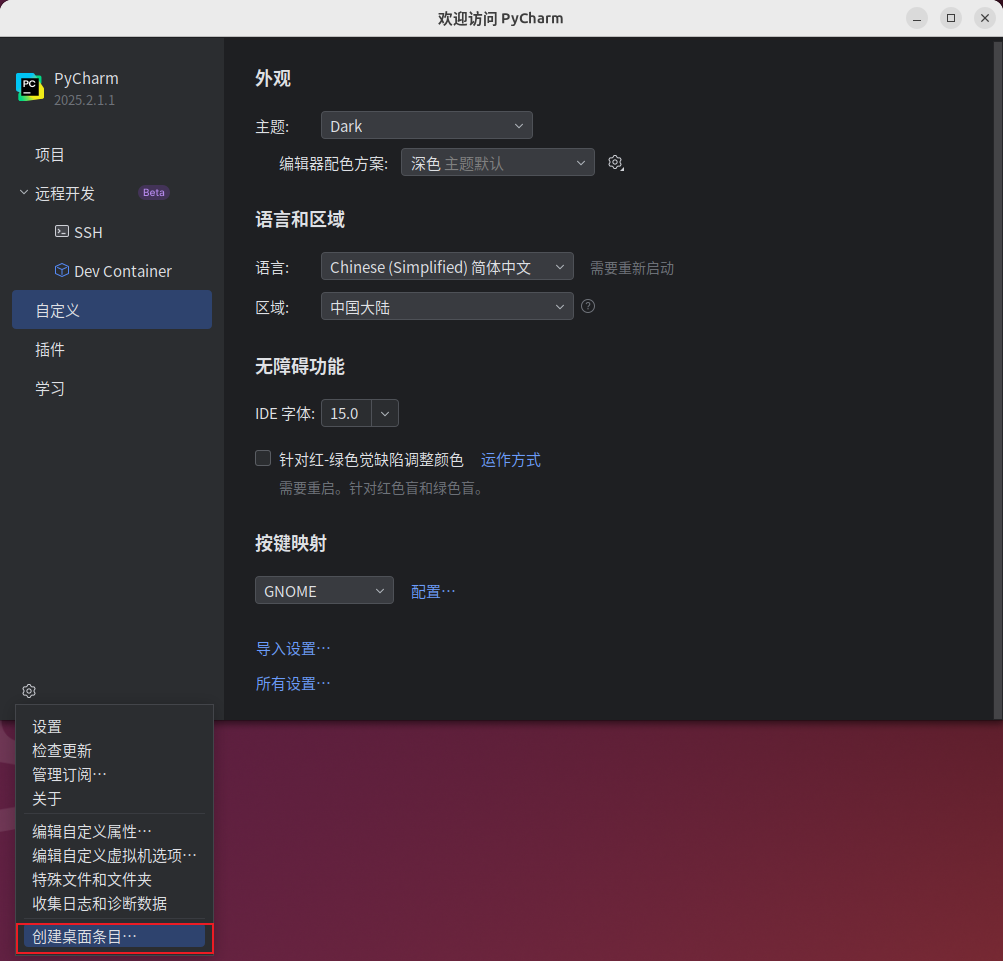 欢迎访问 PyCharm
PC
PyCharm
2025.2.1.1
项目
远程开发 Beta
SSH
Dev Container
自定义
插件
学习
外观
主题: Dark
编辑器配色方案: 深色 主题默认
语言和区域
语言: Chinese (Simplified) 简体中文 需要重新启动
区域: 中国大陆 ?
无障碍功能
IDE 字体: 15.0
针对红-绿色觉缺陷调整颜色 运作方式
需要重启。针对红色盲和绿色盲。
按键映射
GNOME 配置…
导入设置…
所有设置…
设置
检查更新
管理订阅…
关于
编辑自定义属性…
编辑自定义虚拟机选项…
特殊文件和文件夹
收集日志和诊断数据
创建桌面条目…